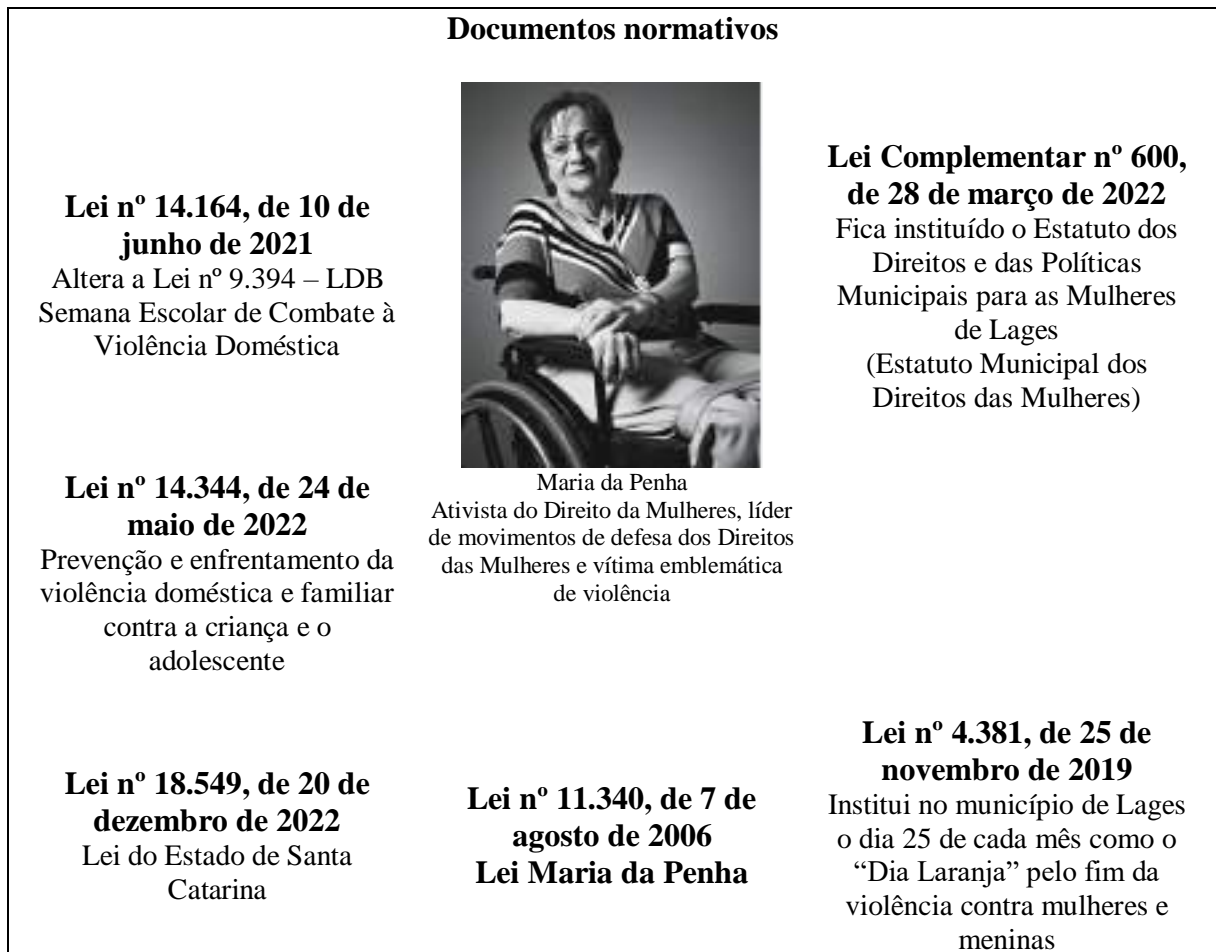 Documentos normativos
Lei nº 14.164, de 10 de
junho de 2021
Altera a Lei nº 9.394 – LDB
Semana Escolar de Combate à
Violência Doméstica
Lei nº 14.344, de 24 de
maio de 2022
Prevenção e enfrentamento da
violência doméstica e familiar
contra a criança e o
adolescente
Lei nº 18.549, de 20 de
dezembro de 2022
Lei do Estado de Santa
Catarina
Maria da Penha
Ativista do Direito da Mulheres, líder
de movimentos de defesa dos Direitos
das Mulheres e vítima emblemática
de violência
Lei nº 11.340, de 7 de
agosto de 2006
Lei Maria da Penha
Lei Complementar nº 600,
de 28 de março de 2022
Fica instituído o Estatuto dos
Direitos e das Políticas
Municipais para as Mulheres
de Lages
(Estatuto Municipal dos
Direitos das Mulheres)
Lei nº 4.381, de 25 de
novembro de 2019
Institui no município de Lages
o dia 25 de cada mês como o
“Dia Laranja” pelo fim da
violência contra mulheres e
meninas